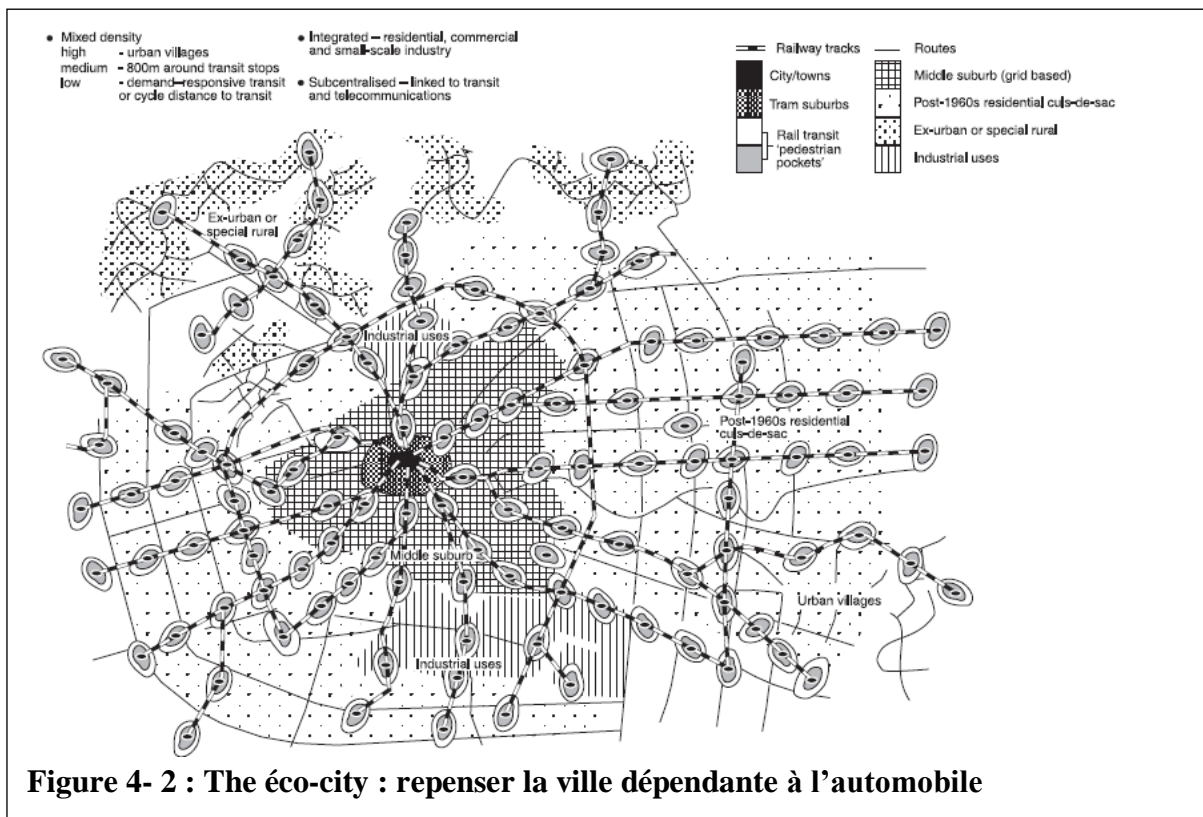 ● Mixed density
high - urban villages
medium - 800m around transit stops
low - demand–responsive transit
or cycle distance to transit
● Integrated – residential, commercial
and small-scale industry
● Subcentralised – linked to transit
and telecommunications
Railway tracks
City/towns
Tram suburbs
Rail transit
'pedestrian
pockets'
Routes
Middle suburb (grid based)
Post-1960s residential culs-de-sac
Ex-urban or special rural
Industrial uses
Ex-urban or
special rural
Industrial uses
Post-1960s residential
culs-de-sac
Middle suburb
Urban villages
Industrial uses
Figure 4- 2 : The éco-city : repenser la ville dépendante à l'automobile